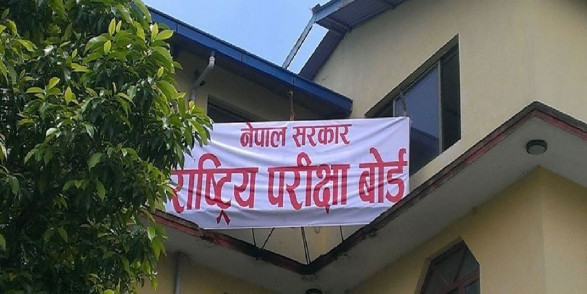 नेपाल सरकार
राष्ट्रिय परीक्षा बोर्ड